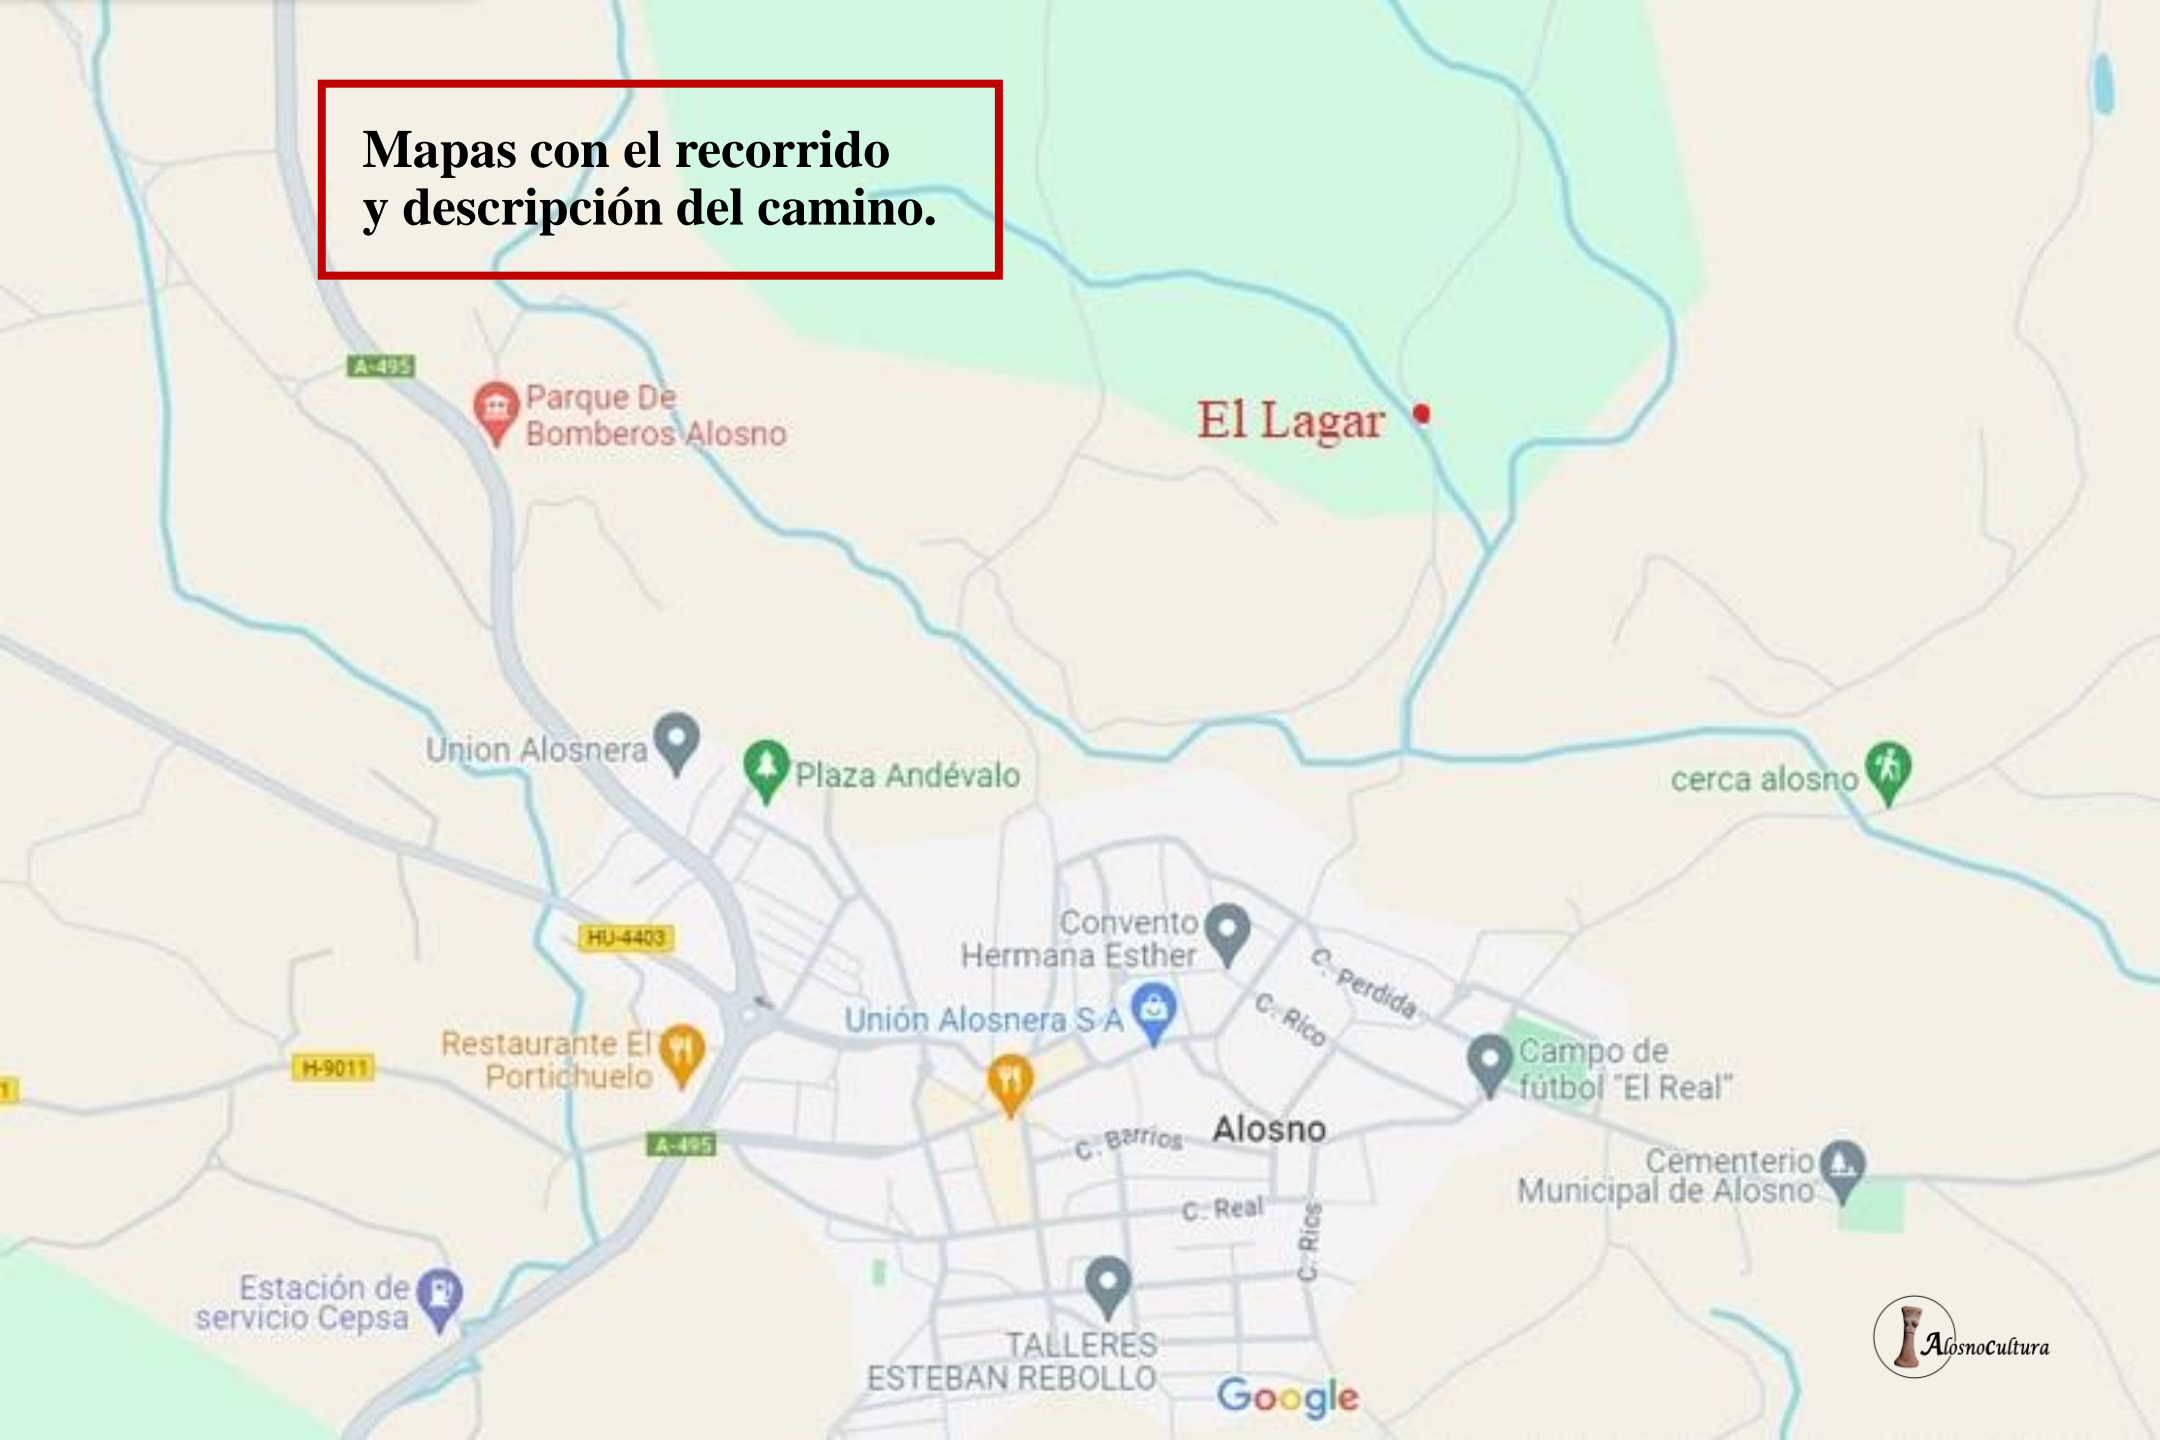 Mapas con el recorrido
y descripción del camino.
A-495
Parque De
Bomberos Alosno
El Lagar
Union Alosnera
Plaza Andévalo
cerca alosno
HU-4403
Convento
Hermana Esther
C. Perdida
C. Rico
Unión Alosnera S A
Restaurante El
Portichuelo
H-9011
1
Campo de
fútbol "El Real"
A-495
C. Barrios
Alosno
Cementerio
Municipal de Alosno
C. Real
C. Ríos
Estación de
servicio Cepsa
TALLERES
ESTEBAN REBOLLO
AlosnoCultura
Google